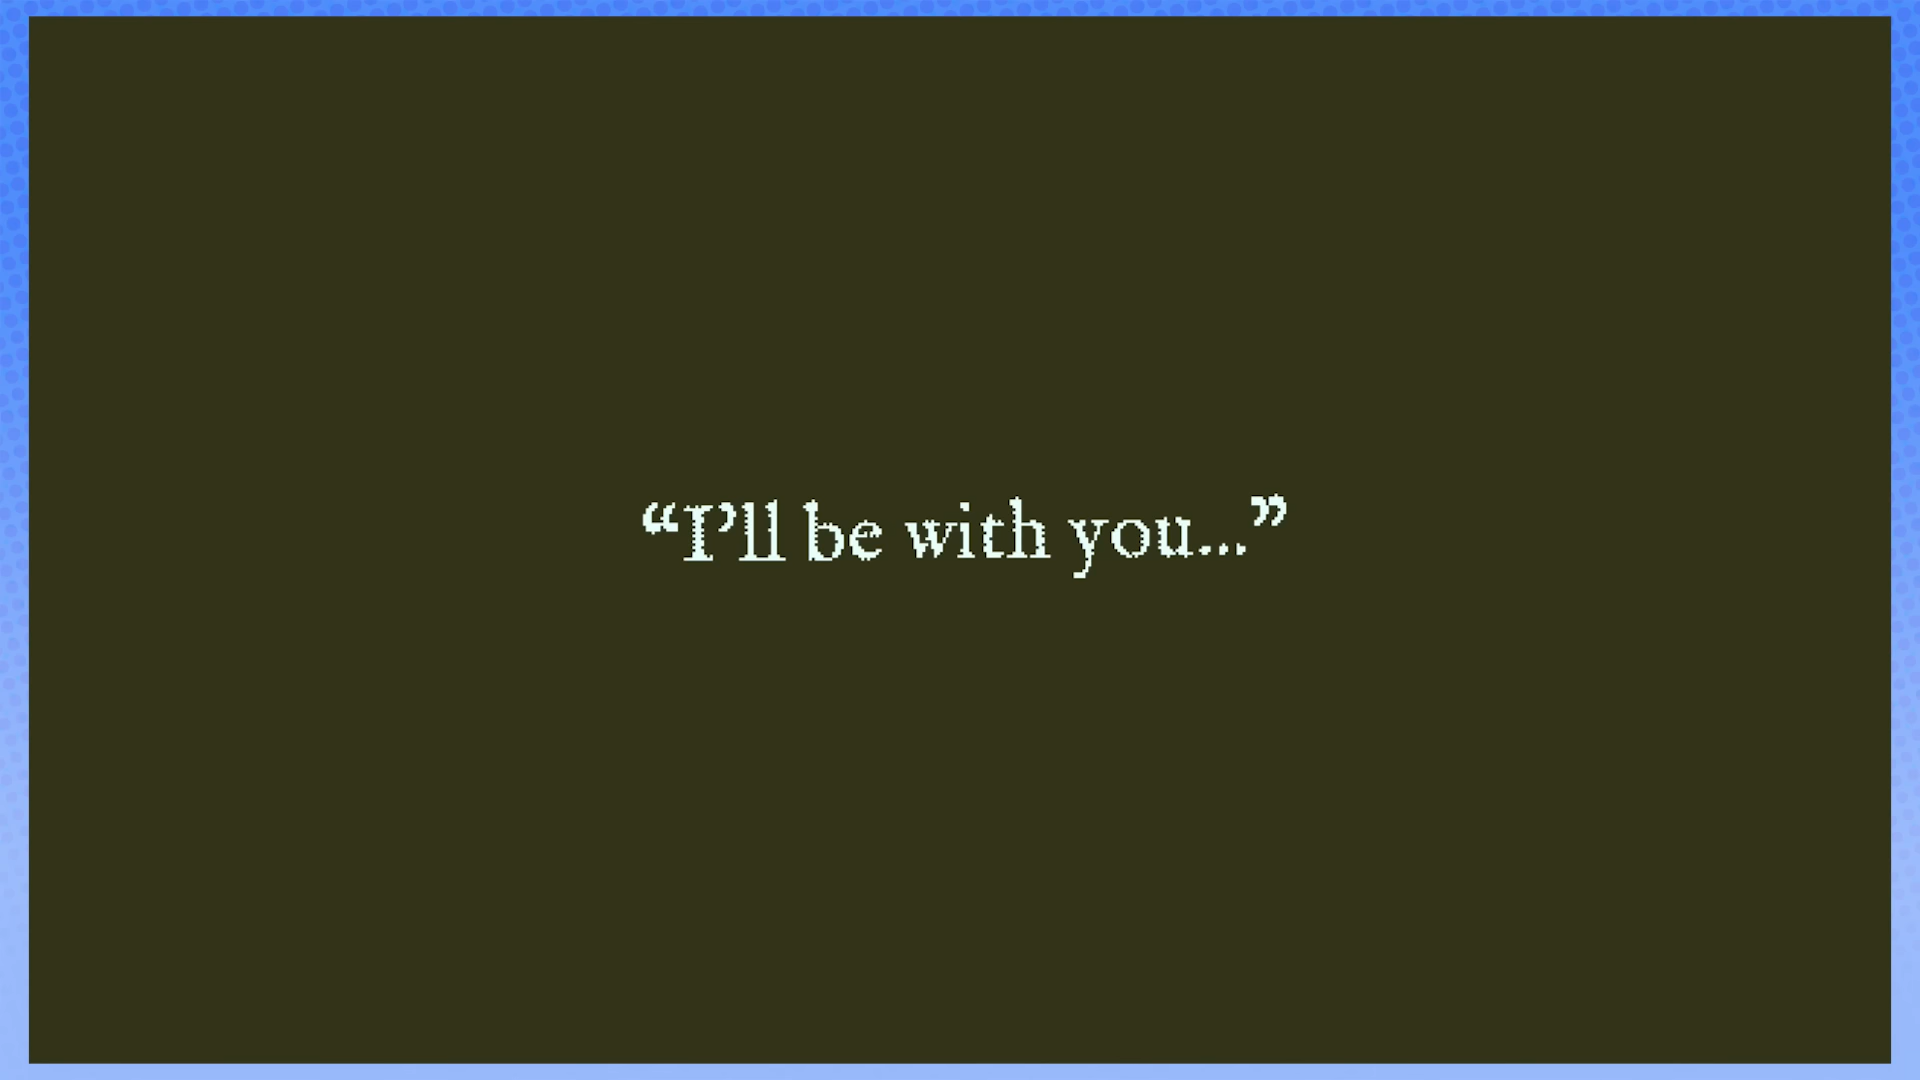 “I’ll be with you...”